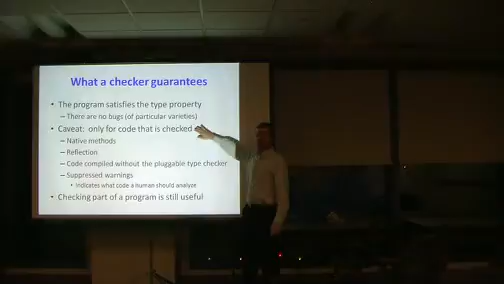 What a checker guarantees
• The program satisfies the type property
– There are no bugs (of particular varieties)
• Caveat: only for code that is checked
– Native methods
– Reflection
– Code compiled without the pluggable type checker
– Suppressed warnings
• Indicates what code a human should analyze
• Checking part of a program is still useful